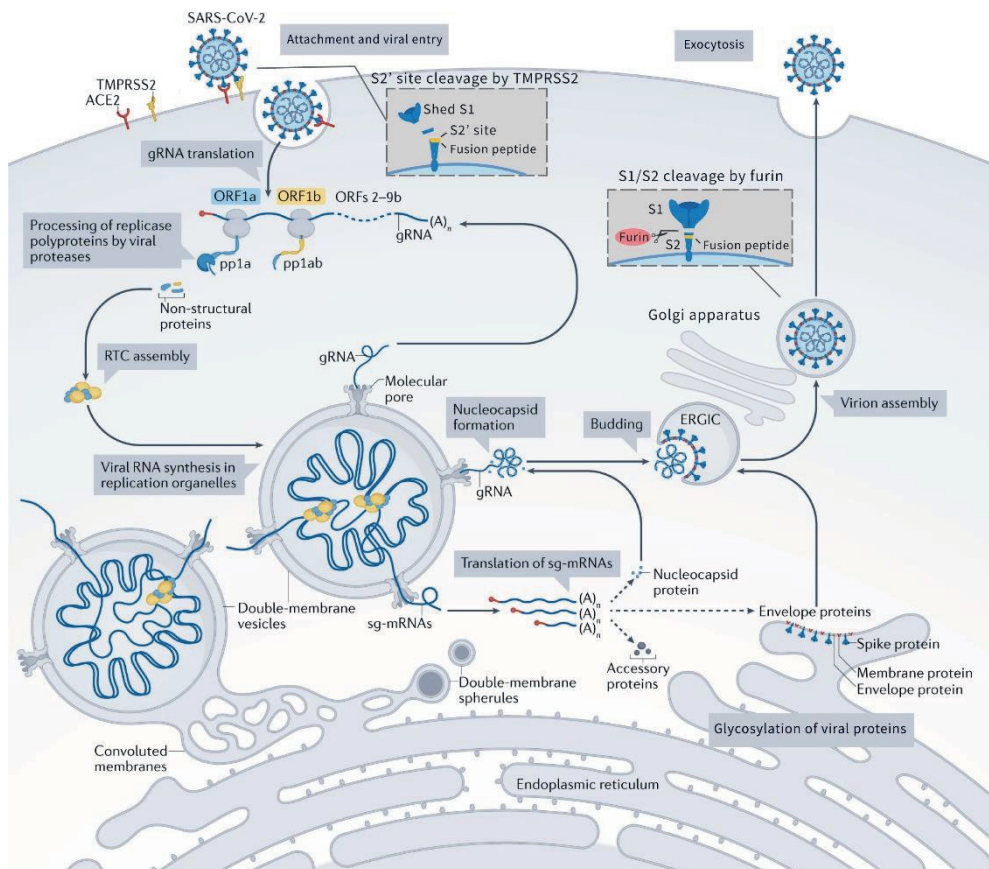 SARS-CoV-2
Attachment and viral entry
Exocytosis
TMPRSS2
ACE2
S2’ site cleavage by TMPRSS2
Shed S1
S2’ site
Fusion peptide
gRNA translation
ORF1a
ORF1b
ORFs 2–9b
(A)n
gRNA
Processing of replicase
polyproteins by viral
proteases
pp1a
pp1ab
S1/S2 cleavage by furin
S1
Furin
S2
Fusion peptide
Non-structural
proteins
Golgi apparatus
RTC assembly
gRNA
Molecular
pore
Nucleocapsid
formation
Budding
ERGIC
Virion assembly
Viral RNA synthesis in
replication organelles
gRNA
Translation of sg-mRNAs
Nucleocapsid
protein
(A)n
(A)n
(A)n
Double-membrane
vesicles
sg-mRNAs
Envelope proteins
Spike protein
Membrane protein
Envelope protein
Accessory
proteins
Double-membrane
spherules
Glycosylation of viral proteins
Convoluted
membranes
Endoplasmic reticulum